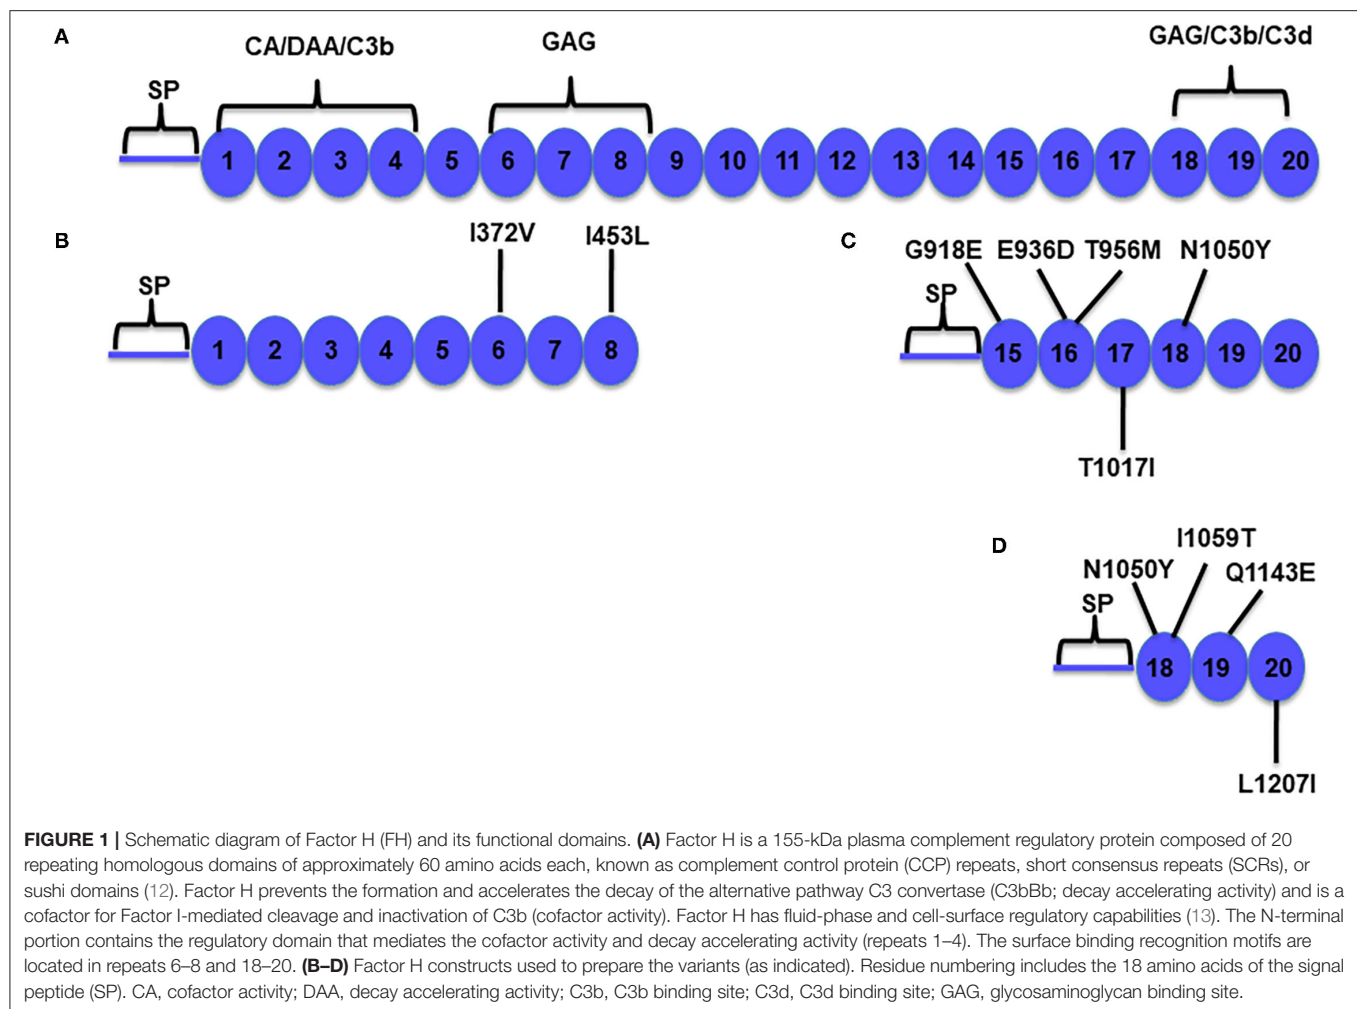 A
CA/DAA/C3b
GAG
GAG/C3b/C3d
SP
1 2 3 4 5 6 7 8 9 10 11 12 13 14 15 16 17 18 19 20
B
I372V
I453L
SP
1 2 3 4 5 6 7 8
C
G918E E936D T956M N1050Y
SP
15 16 17 18 19 20
T1017I
D
I1059T
N1050Y
Q1143E
SP
18 19 20
L1207I
FIGURE 1 | Schematic diagram of Factor H (FH) and its functional domains. (A) Factor H is a 155-kDa plasma complement regulatory protein composed of 20
repeating homologous domains of approximately 60 amino acids each, known as complement control protein (CCP) repeats, short consensus repeats (SCRs), or
sushi domains (12). Factor H prevents the formation and accelerates the decay of the alternative pathway C3 convertase (C3bBb; decay accelerating activity) and is a
cofactor for Factor I-mediated cleavage and inactivation of C3b (cofactor activity). Factor H has fluid-phase and cell-surface regulatory capabilities (13). The N-terminal
portion contains the regulatory domain that mediates the cofactor activity and decay accelerating activity (repeats 1–4). The surface binding recognition motifs are
located in repeats 6–8 and 18–20. (B–D) Factor H constructs used to prepare the variants (as indicated). Residue numbering includes the 18 amino acids of the signal
peptide (SP). CA, cofactor activity; DAA, decay accelerating activity; C3b, C3b binding site; C3d, C3d binding site; GAG, glycosaminoglycan binding site.